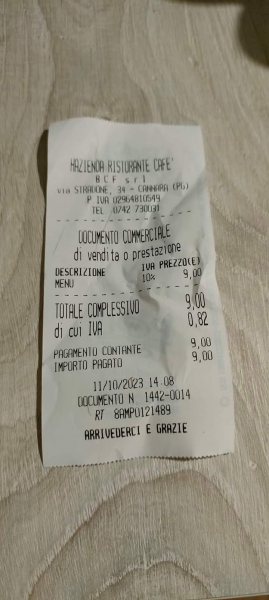 HAZIENDA RISTORANTE CAFE'
B C F s.r.l
via STRADONE, 34 - CANNARA (PG)
P IVA 02964810549
TEL 0742 730031
DOCUMENTO COMMERCIALE
di vendita o prestazione
DESCRIZIONE IVA PREZZO(E)
MENU 10% 9,00
TOTALE COMPLESSIVO 9,00
di cui IVA 0,82
PAGAMENTO CONTANTE 9,00
IMPORTO PAGATO 9,00
11/10/2023 14:08
DOCUMENTO N. 1442-0014
RT 8AMPU121489
ARRIVEDERCI E GRAZIE